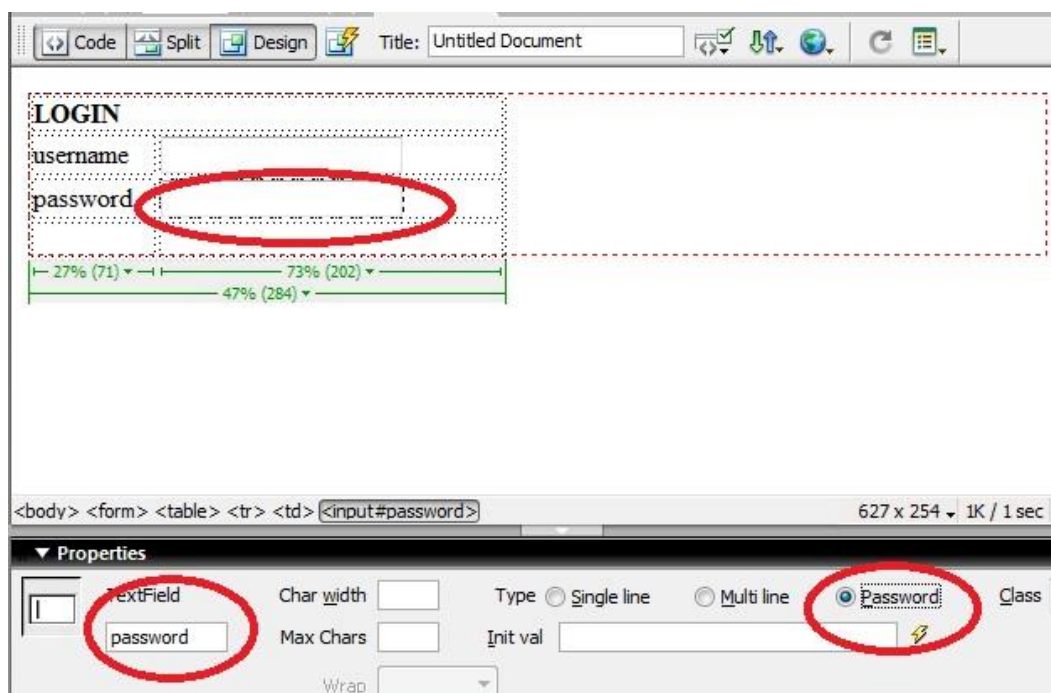 Code Split Design Title: Untitled Document
LOGIN
username
password
27% (71) 73% (202)
47% (284)
<body> <form> <table> <tr> <td> <input#password> 627 x 254 1K / 1 sec
Properties
TextField Char width Type Single line Multi line Password Class
password Max Chars Init val
Wrap